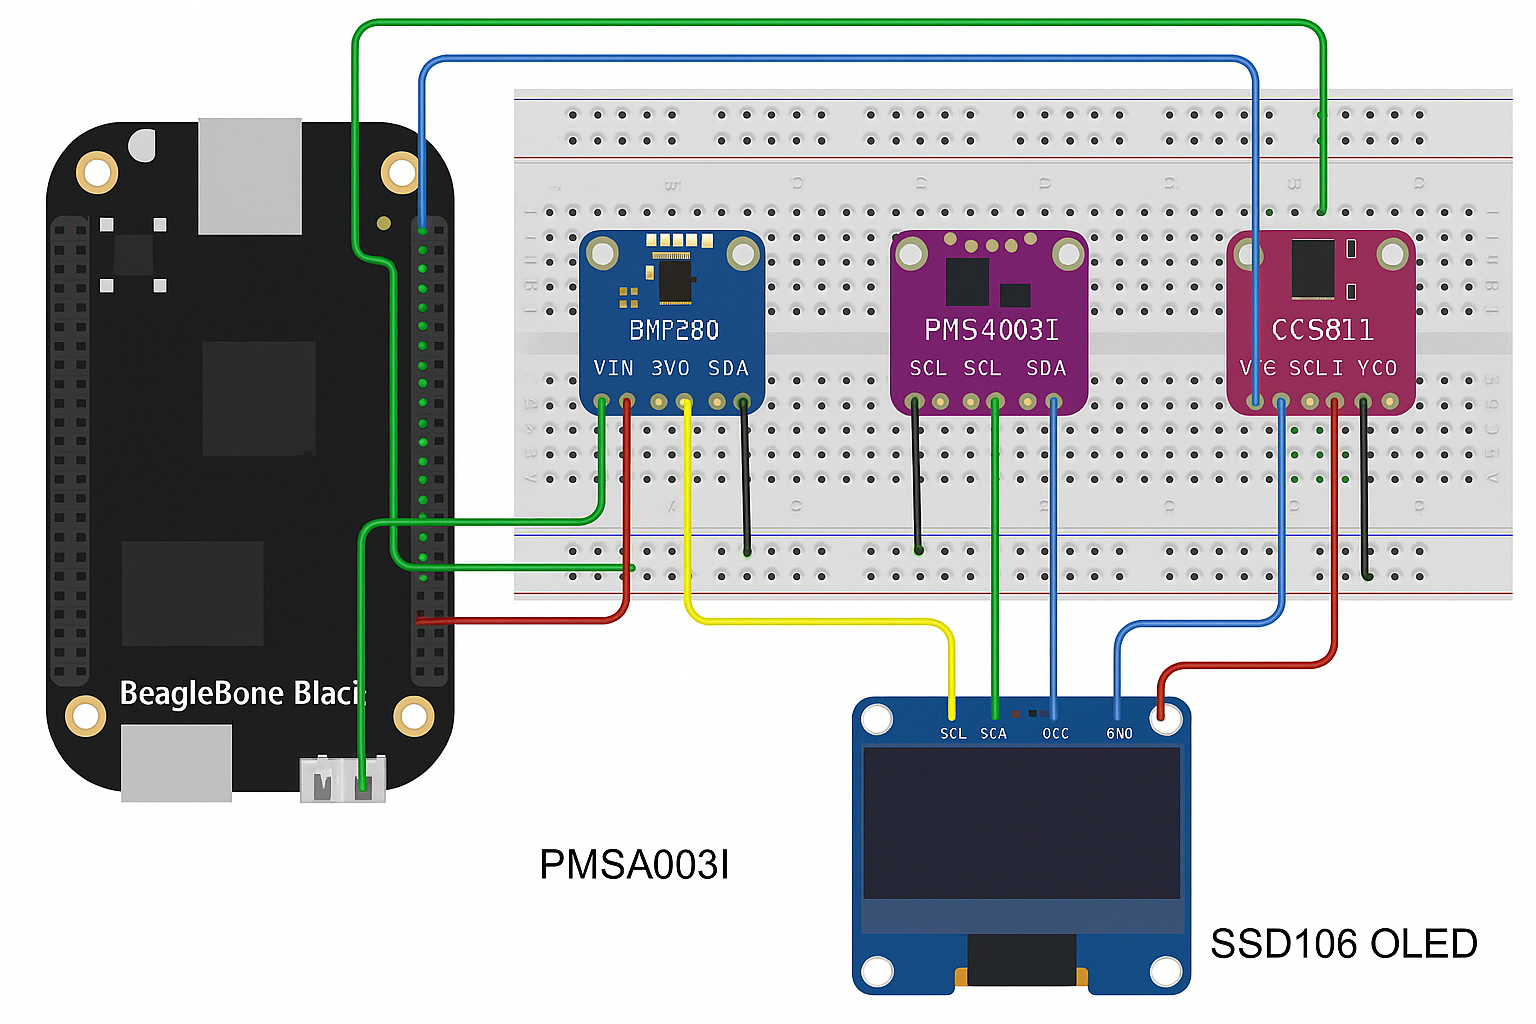 BMP280
VIN 3VO SDA
PMS4003I
SCL SCL SDA
CCS811
SCLI YCO
BeagleBone
SCL SCA OCC 6NO
PMSA003I
SSD106 OLED